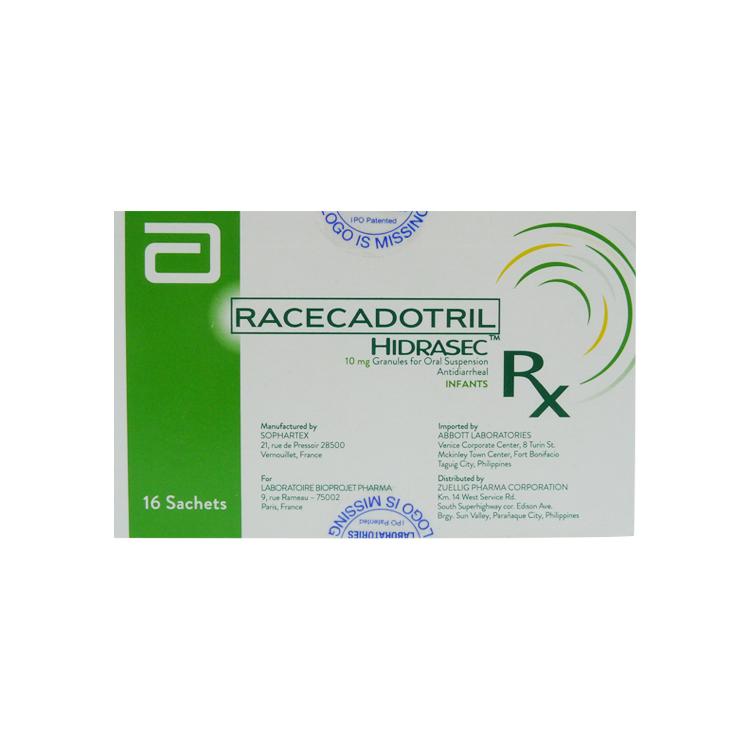 IPO Patented
LOGO IS MISSING
RACECADOTRIL
HIDRASEC™
10 mg Granules for Oral Suspension
Antidiarrheal
INFANTS
Rx
Manufactured by
SOPHARTEX
21, rue de Pressoir 28500
Vernouillet, France
For
LABORATOIRE BIOPROJET PHARMA
9, rue Rameau – 75002
Paris, France
Imported by
ABBOTT LABORATORIES
Venice Corporate Center, 8 Turin St.
Mckinley Town Center, Fort Bonifacio
Taguig City, Philippines
Distributed by
ZUELLIG PHARMA CORPORATION
Km. 14 West Service Rd.
South Superhighway cor. Edison Ave.
Brgy. Sun Valley, Parañaque City, Philippines
16 Sachets
LOGO IS MISSING
IPO Patented
LABORATORIES